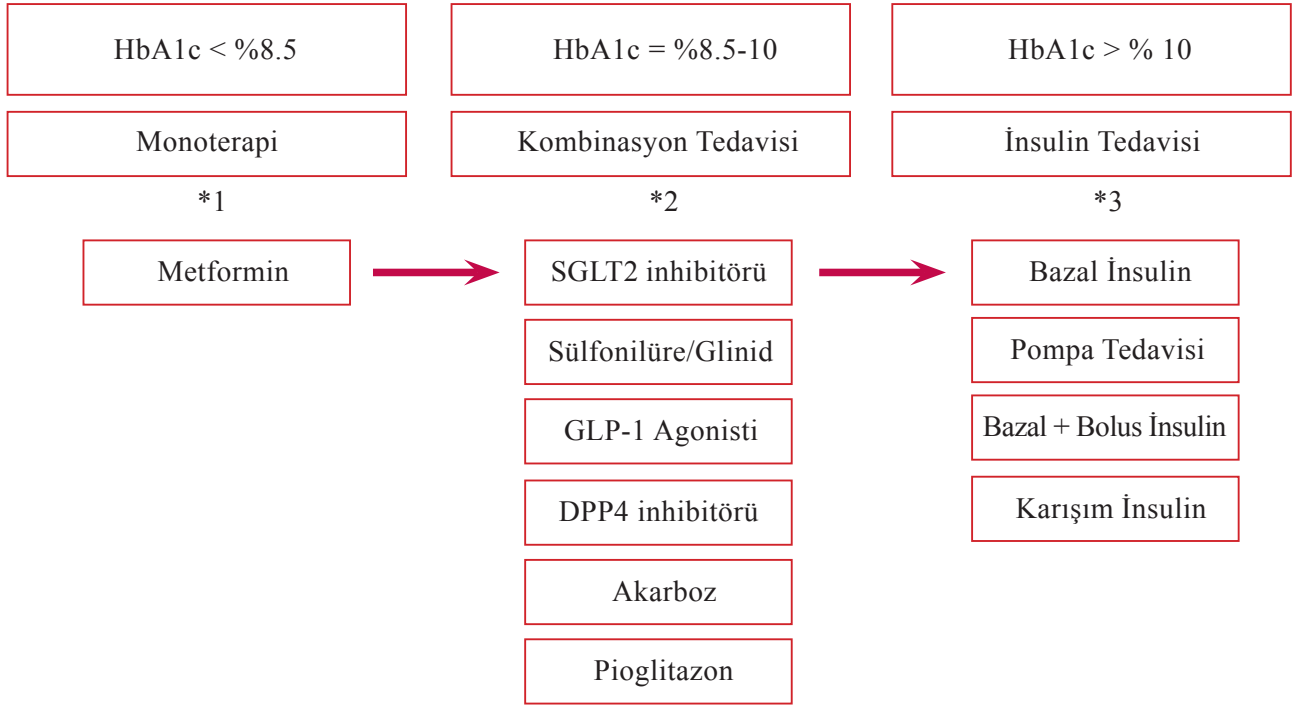 HbA1c < %8.5
HbA1c = %8.5-10
HbA1c > % 10
Monoterapi
Kombinasyon Tedavisi
İnsulin Tedavisi
*1
*2
*3
Metformin
SGLT2 inhibitörü
Bazal İnsulin
Sülfonilüre/Glinid
Pompa Tedavisi
GLP-1 Agonisti
Bazal + Bolus İnsulin
DPP4 inhibitörü
Karışım İnsulin
Akarboz
Pioglitazon